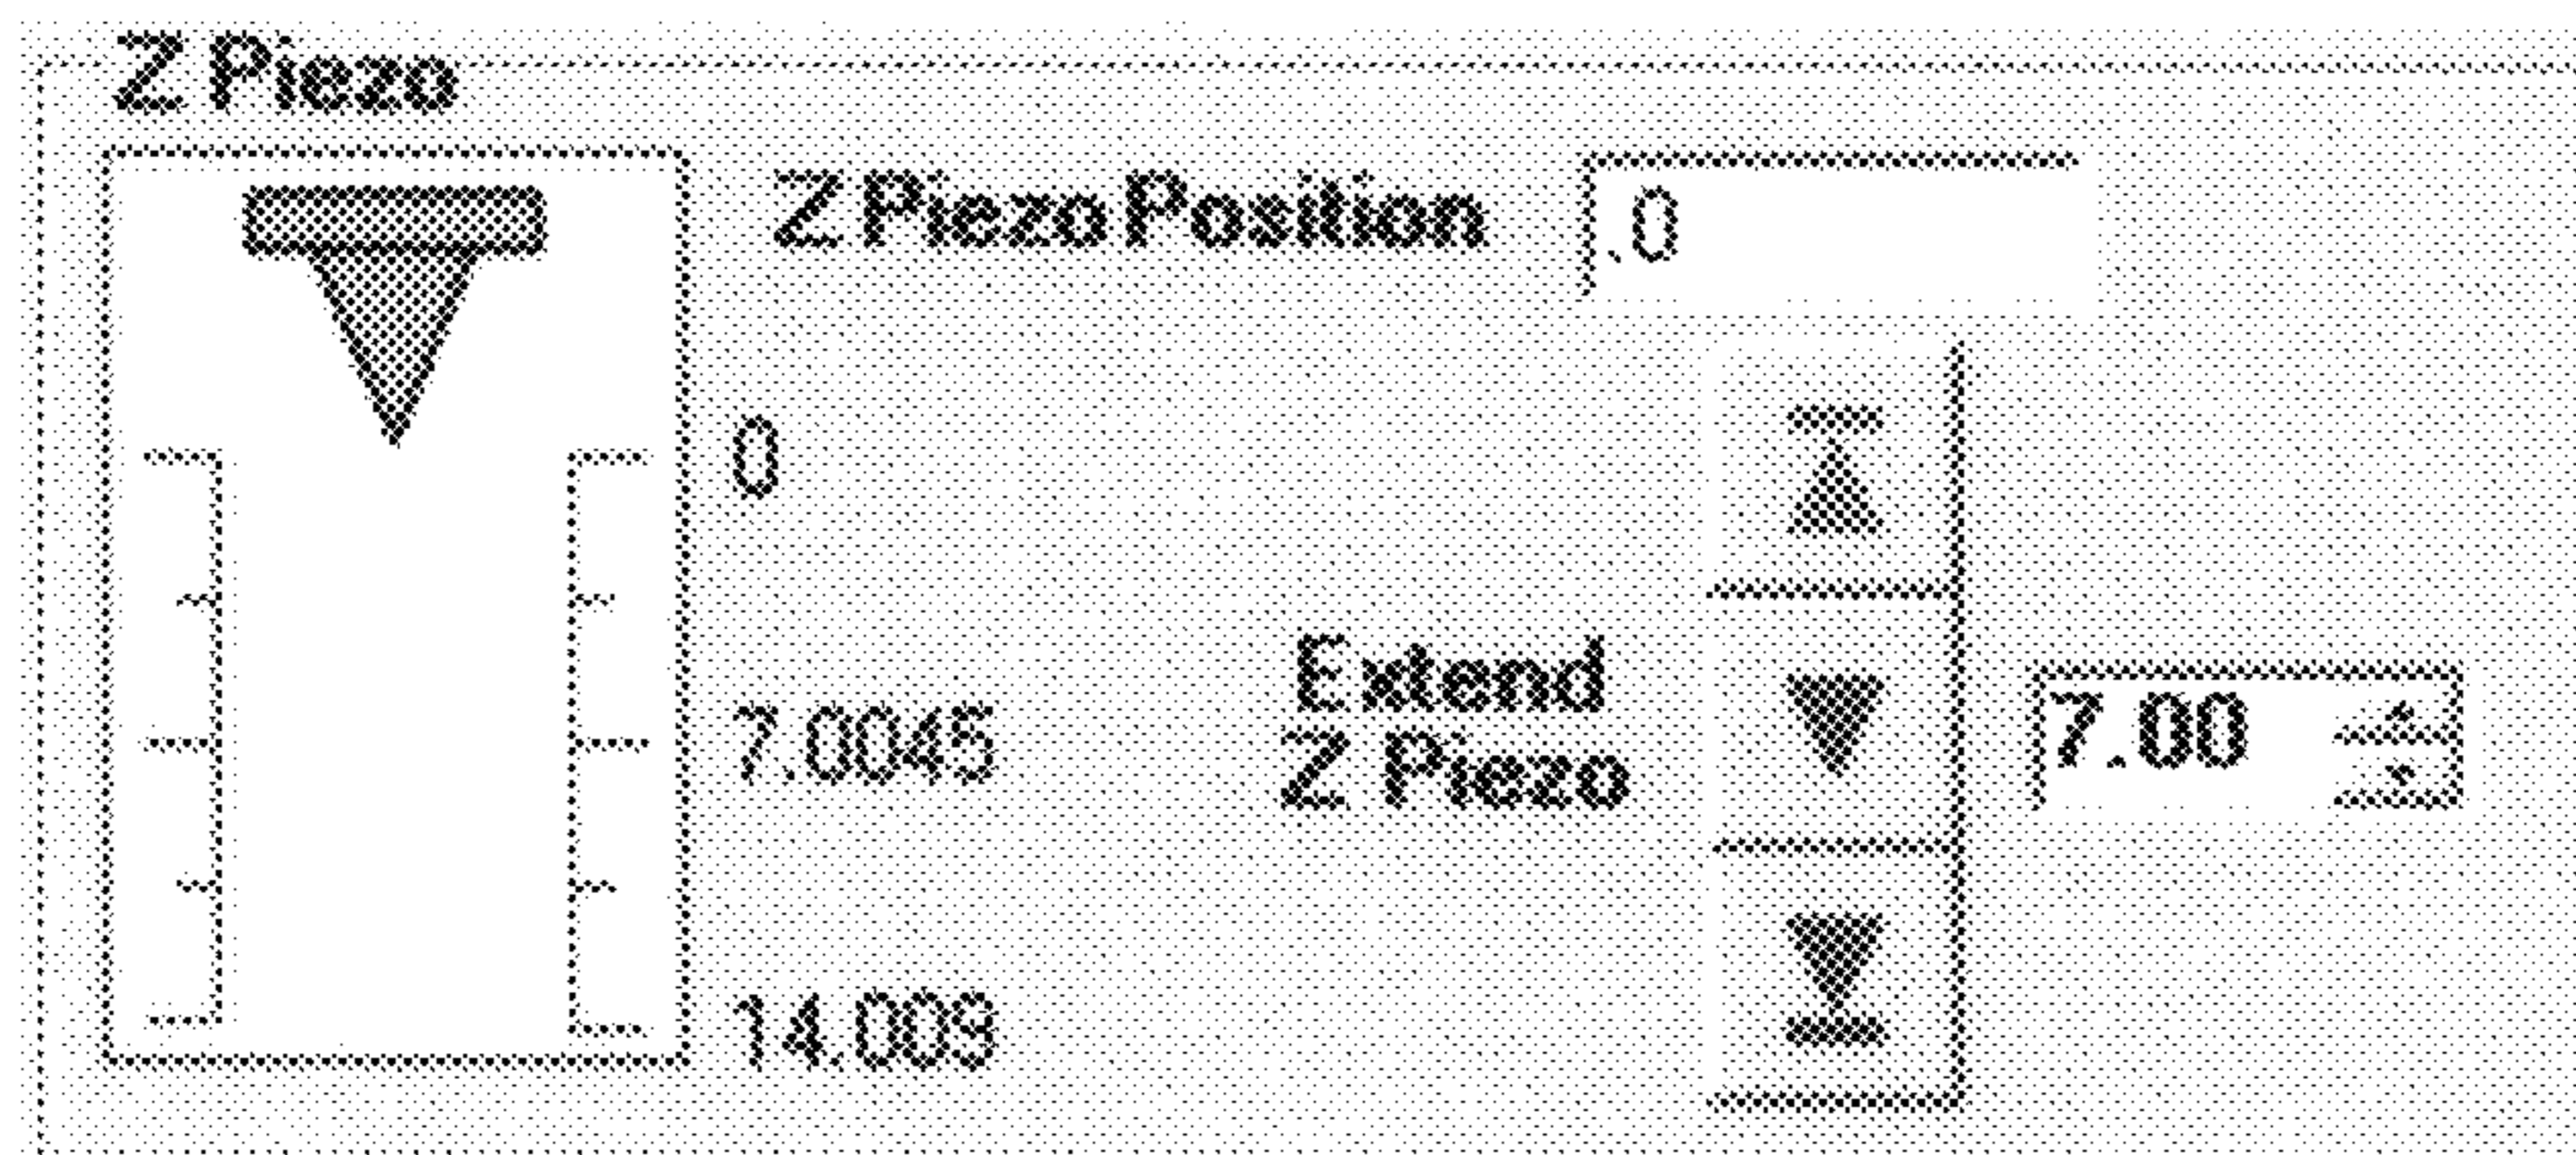 Z Piezo
Z Piezo Position .0
0
7.0045
Extend
Z Piezo
7.00
14.009